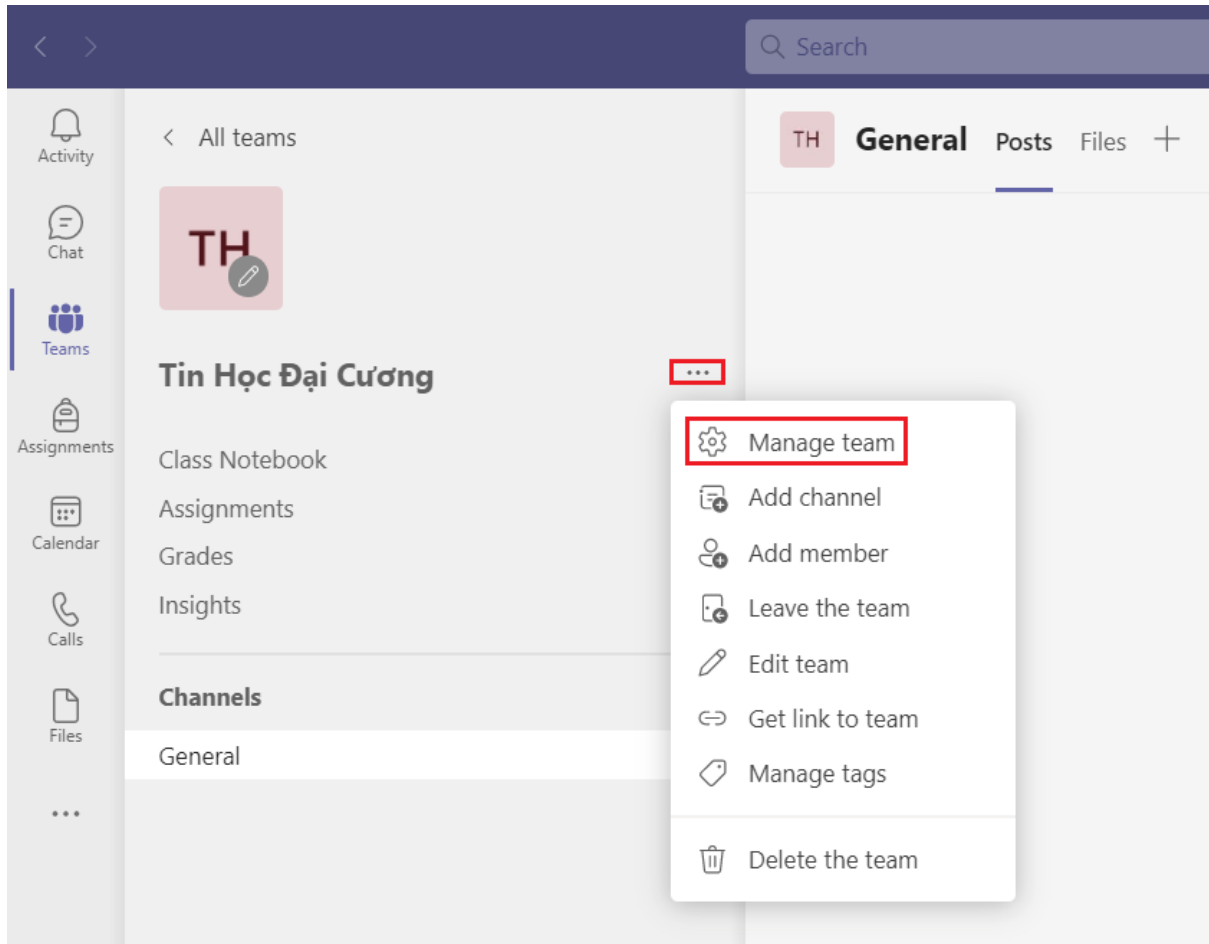 Search
Activity
Chat
Teams
Assignments
Calendar
Calls
Files
All teams
TH
Tin Học Đại Cương
Class Notebook
Assignments
Grades
Insights
Channels
General
TH General Posts Files
Manage team
Add channel
Add member
Leave the team
Edit team
Get link to team
Manage tags
Delete the team